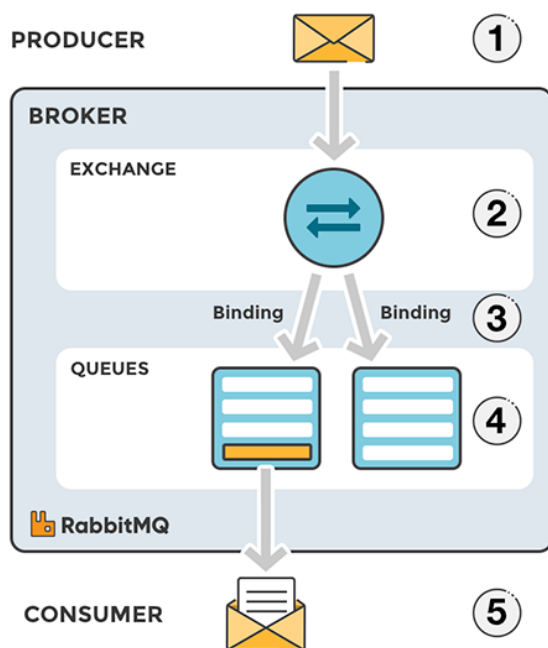 PRODUCER 1
BROKER
EXCHANGE
2
Binding Binding 3
QUEUES
4
RabbitMQ
CONSUMER 5